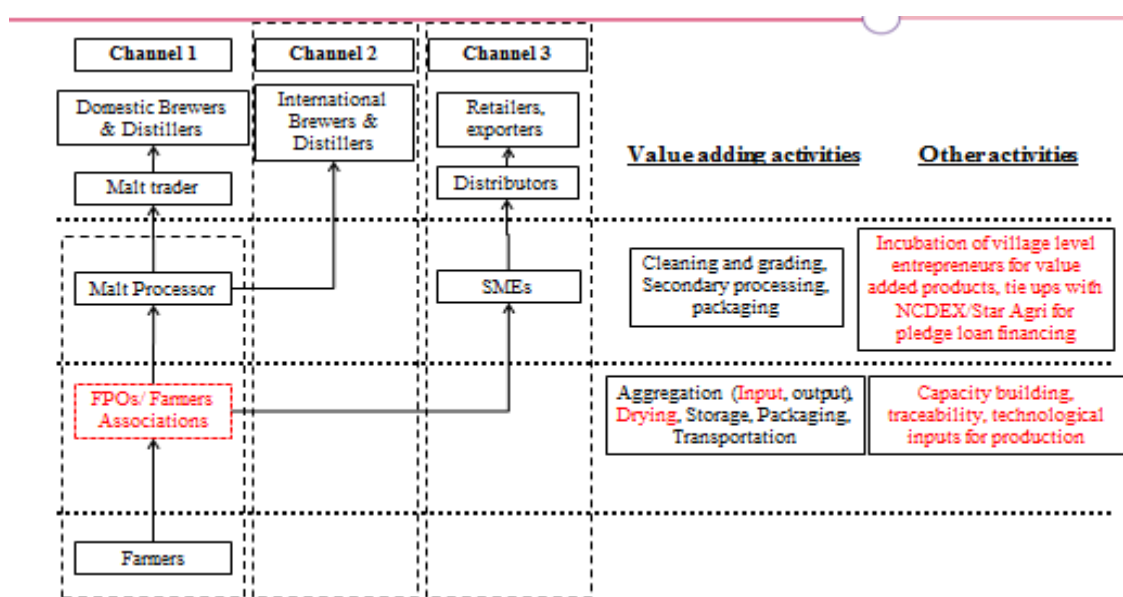 Channel 1
Channel 2
Channel 3
Domestic Brewers
& Distillers
International
Brewers &
Distillers
Retailers,
exporters
Value adding activities
Other activities
Malt trader
Distributors
Malt Processor
SMEs
Cleaning and grading,
Secondary processing,
packaging
Incubation of village level
entrepreneurs for value
added products, tie ups with
NCDEX/Star Agri for
pledge loan financing
FPOs/ Farmers
Associations
Aggregation (Input, output),
Drying, Storage, Packaging,
Transportation
Capacity building,
traceability, technological
inputs for production
Farmers